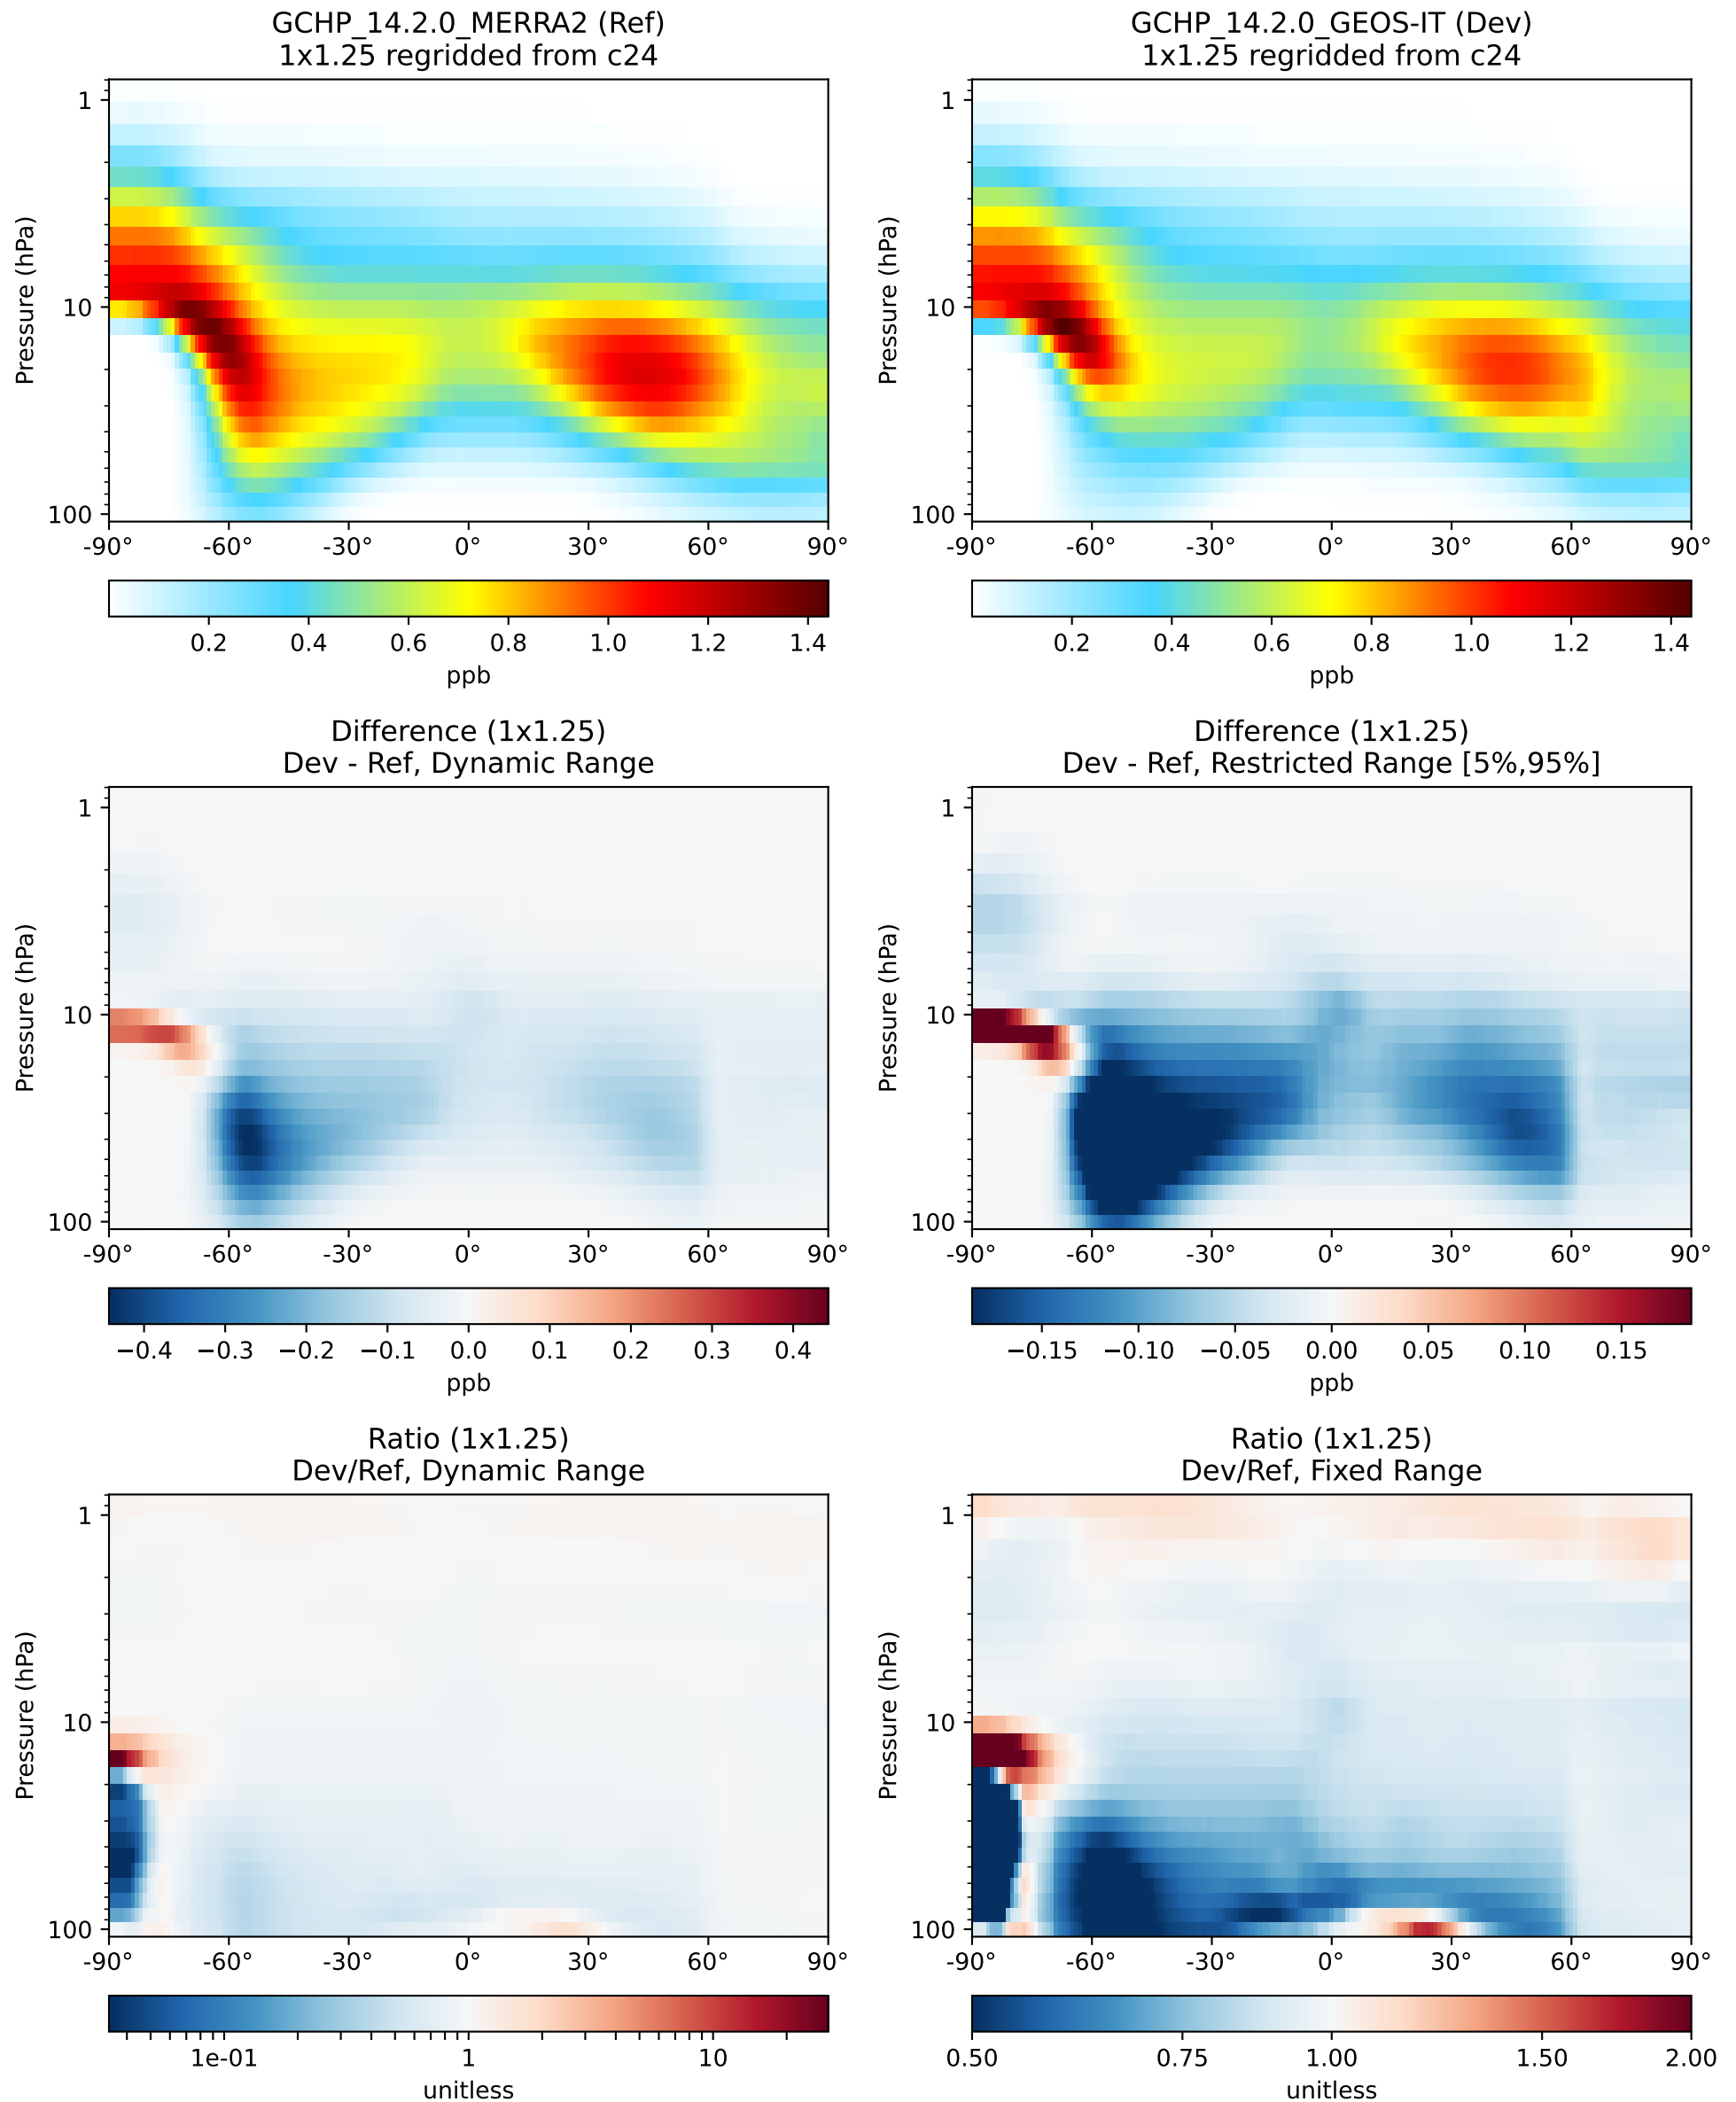 GCHP_14.2.0_MERRA2 (Ref)
1x1.25 regridded from c24
Pressure (hPa)
1
10
100
-90° -60° -30° 0° 30° 60° 90°
0.2 0.4 0.6 0.8 1.0 1.2 1.4
ppb
GCHP_14.2.0_GEOS-IT (Dev)
1x1.25 regridded from c24
Pressure (hPa)
1
10
100
-90° -60° -30° 0° 30° 60° 90°
0.2 0.4 0.6 0.8 1.0 1.2 1.4
ppb
Difference (1x1.25)
Dev - Ref, Dynamic Range
Pressure (hPa)
1
10
100
-90° -60° -30° 0° 30° 60° 90°
−0.4 −0.3 −0.2 −0.1 0.0 0.1 0.2 0.3 0.4
ppb
Difference (1x1.25)
Dev - Ref, Restricted Range [5%,95%]
Pressure (hPa)
1
10
100
-90° -60° -30° 0° 30° 60° 90°
−0.15 −0.10 −0.05 0.00 0.05 0.10 0.15
ppb
Ratio (1x1.25)
Dev/Ref, Dynamic Range
Pressure (hPa)
1
10
100
-90° -60° -30° 0° 30° 60° 90°
1e-01 1 10
unitless
Ratio (1x1.25)
Dev/Ref, Fixed Range
Pressure (hPa)
1
10
100
-90° -60° -30° 0° 30° 60° 90°
0.50 0.75 1.00 1.50 2.00
unitless